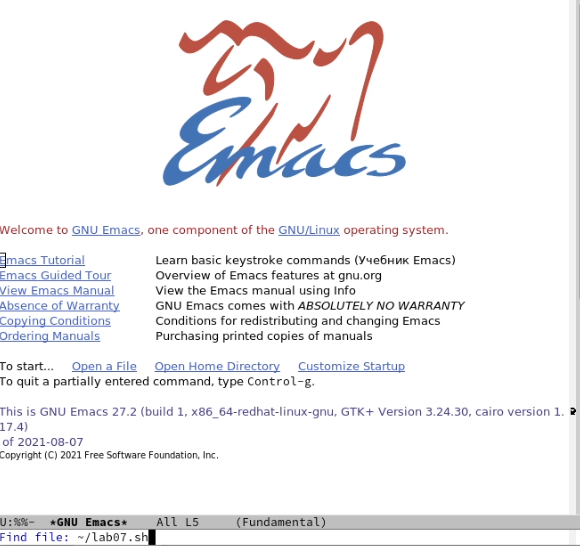 Emacs
Welcome to GNU Emacs, one component of the GNU/Linux operating system.
Emacs Tutorial Learn basic keystroke commands (Учебник Emacs)
Emacs Guided Tour Overview of Emacs features at gnu.org
View Emacs Manual View the Emacs manual using Info
Absence of Warranty GNU Emacs comes with ABSOLUTELY NO WARRANTY
Copying Conditions Conditions for redistributing and changing Emacs
Ordering Manuals Purchasing printed copies of manuals
To start... Open a File Open Home Directory Customize Startup
To quit a partially entered command, type Control-g.
This is GNU Emacs 27.2 (build 1, x86_64-redhat-linux-gnu, GTK+ Version 3.24.30, cairo version 1.
17.4)
of 2021-08-07
Copyright (C) 2021 Free Software Foundation, Inc.
U:%%- *GNU Emacs* All L5 (Fundamental)
Find file: ~/lab07.sh